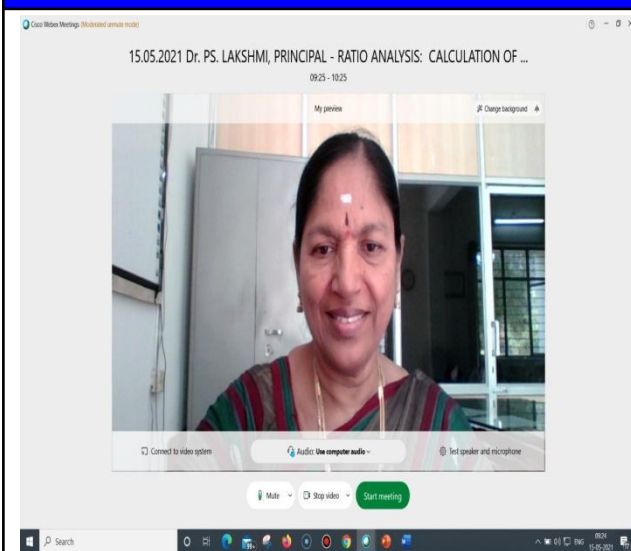 Cisco Webex Meetings (Moderated unmute mode)
15.05.2021 Dr. PS. LAKSHMI, PRINCIPAL - RATIO ANALYSIS: CALCULATION OF ...
09:25 - 10:25
My preview
Change background
Connect to video system
Audio: Use computer audio
Test speaker and microphone
Mute
Stop video
Start meeting
Search
99+
ENG
09:24
15-05-2021